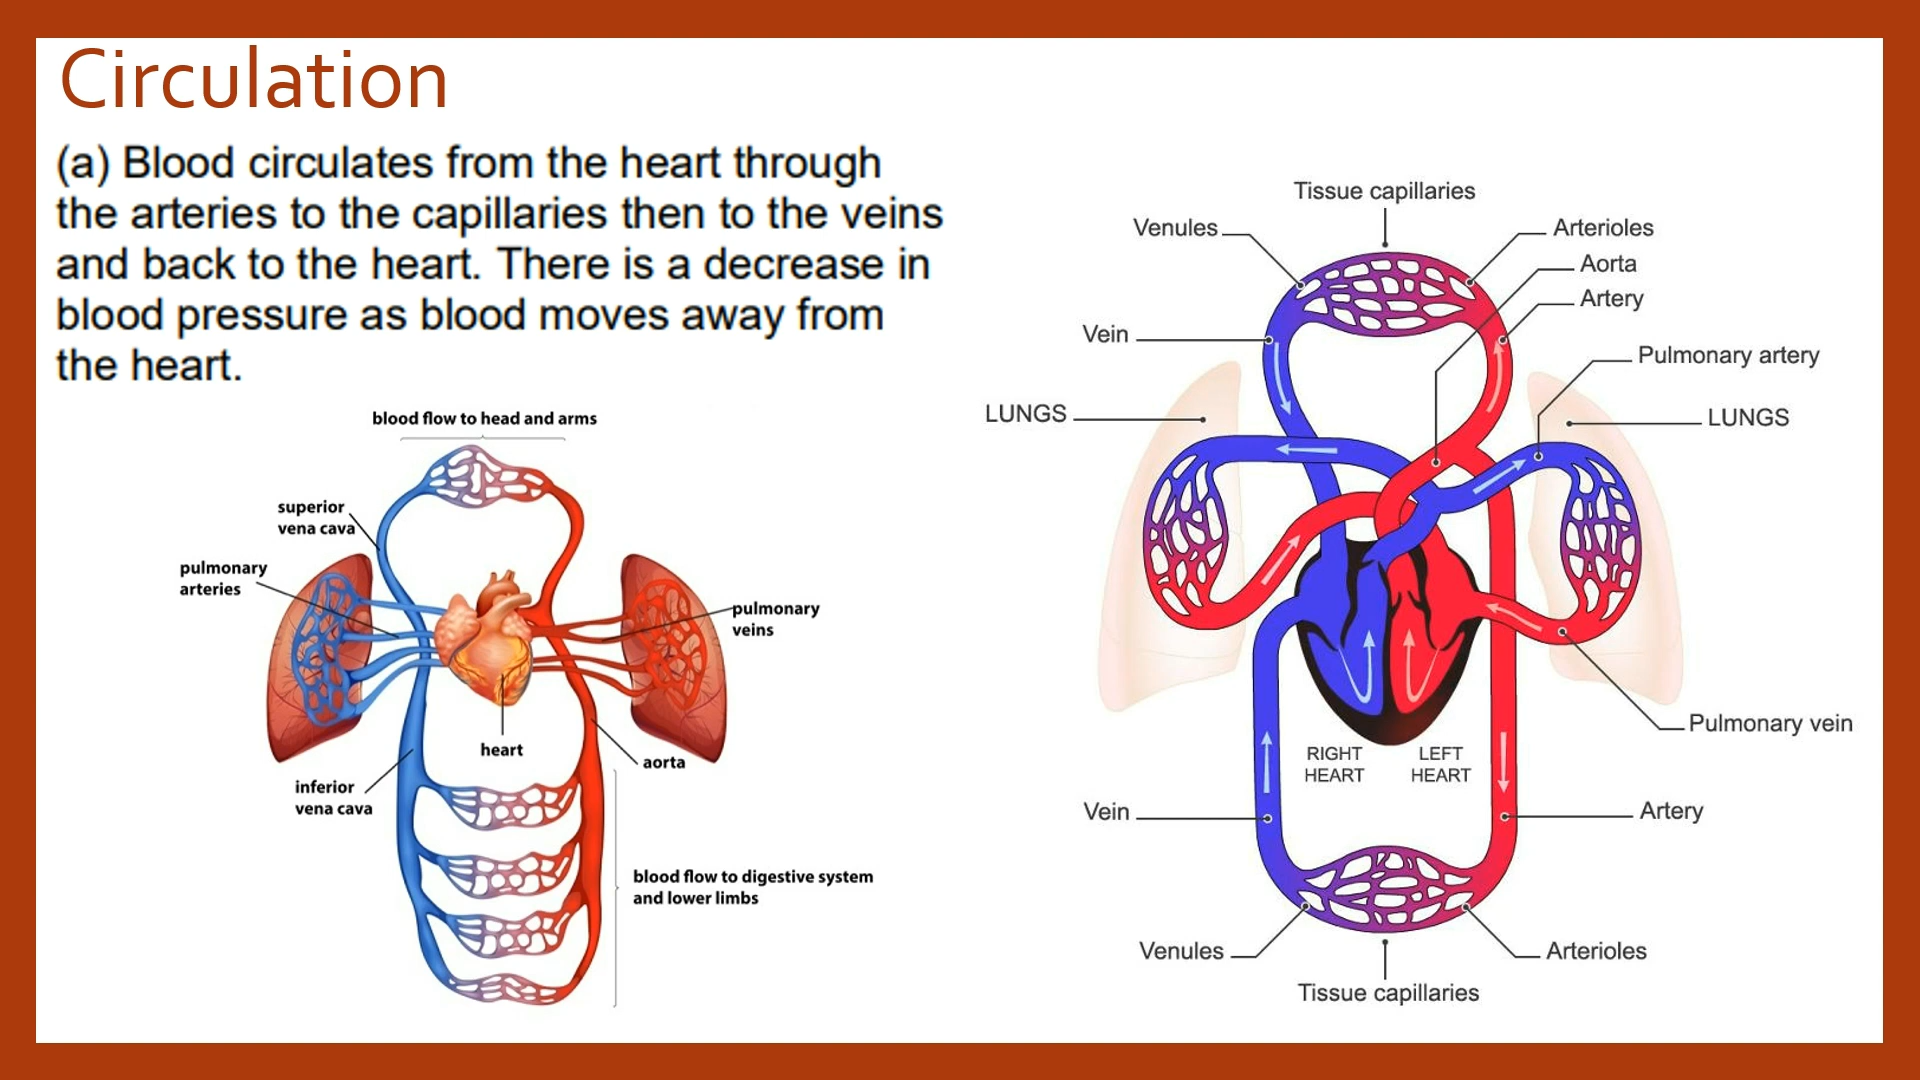 Circulation
(a) Blood circulates from the heart through
the arteries to the capillaries then to the veins
and back to the heart. There is a decrease in
blood pressure as blood moves away from
the heart.
blood flow to head and arms
superior
vena cava
pulmonary
arteries
pulmonary
veins
heart
aorta
inferior
vena cava
blood flow to digestive system
and lower limbs
Tissue capillaries
Venules
Arterioles
Aorta
Artery
Vein
Pulmonary artery
LUNGS
LUNGS
Pulmonary vein
RIGHT
HEART
LEFT
HEART
Vein
Artery
Venules
Arterioles
Tissue capillaries